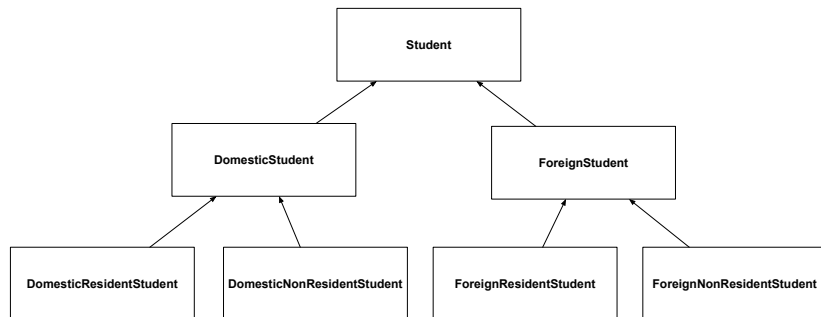 Student
DomesticStudent
ForeignStudent
DomesticResidentStudent
DomesticNonResidentStudent
ForeignResidentStudent
ForeignNonResidentStudent